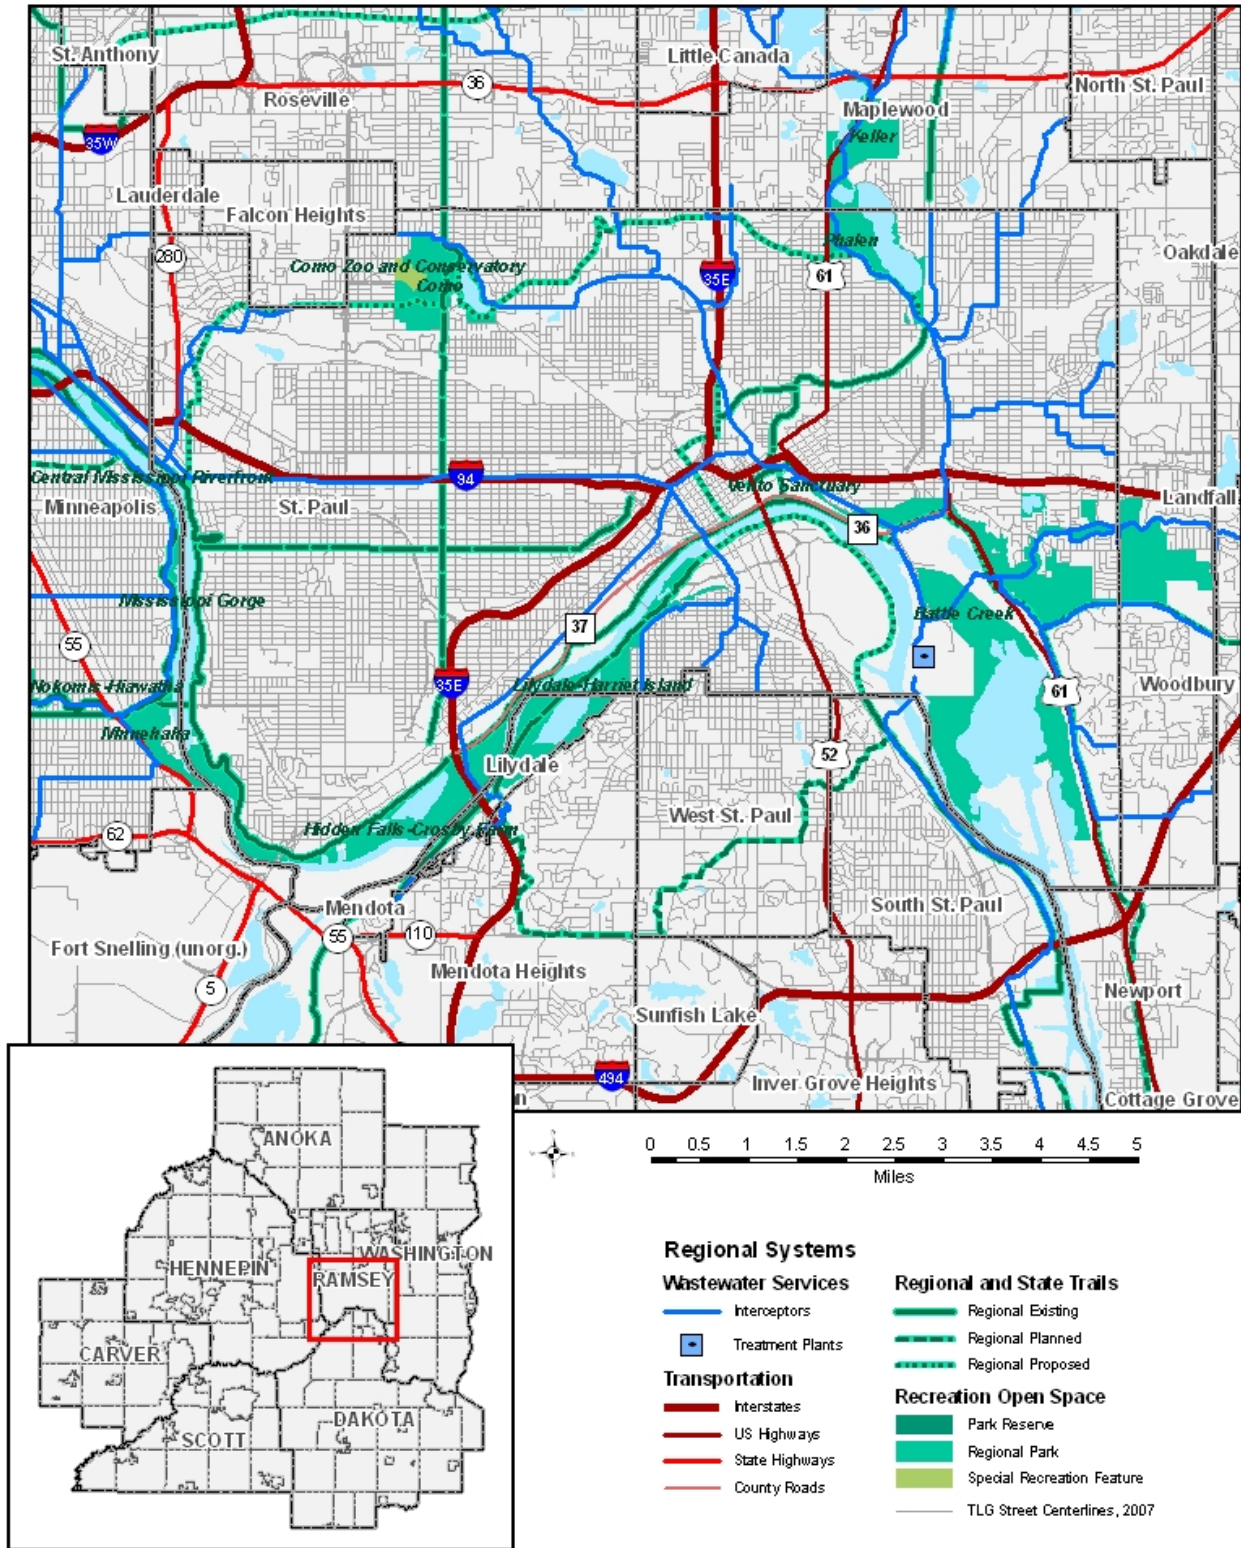 St. Anthony
Little Canada
36
Roseville
North St. Paul
Maplewood
35W
Keller
Lauderdale
Falcon Heights
Phalen
280
Como Zoo and Conservatory
Como
35E
61
Oakdale
94
Central Mississippi Riverfront
Minneapolis
St. Paul
Vento Sanctuary
Landfall
36
Mississippi Gorge
Battle Creek
37
55
Nokomis-Hiawatha
35E
Lilydale-Harriet Island
61
Woodbury
Minnehaha
52
Lilydale
62
Hidden Falls-Crosby Farm
West St. Paul
Mendota
South St. Paul
55
110
Fort Snelling (unorg.)
Mendota Heights
5
Newport
Sunfish Lake
494
Inver Grove Heights
an
Cottage Grove
ANOKA
WASHINGTON
HENNEPIN
RAMSEY
CARVER
DAKOTA
SCOTT
0 0.5 1 1.5 2 2.5 3 3.5 4 4.5 5
Miles
Regional Systems
Wastewater Services
Interceptors
Treatment Plants
Transportation
Interstates
US Highways
State Highways
County Roads
Regional and State Trails
Regional Existing
Regional Planned
Regional Proposed
Recreation Open Space
Park Reserve
Regional Park
Special Recreation Feature
TLG Street Centerlines, 2007